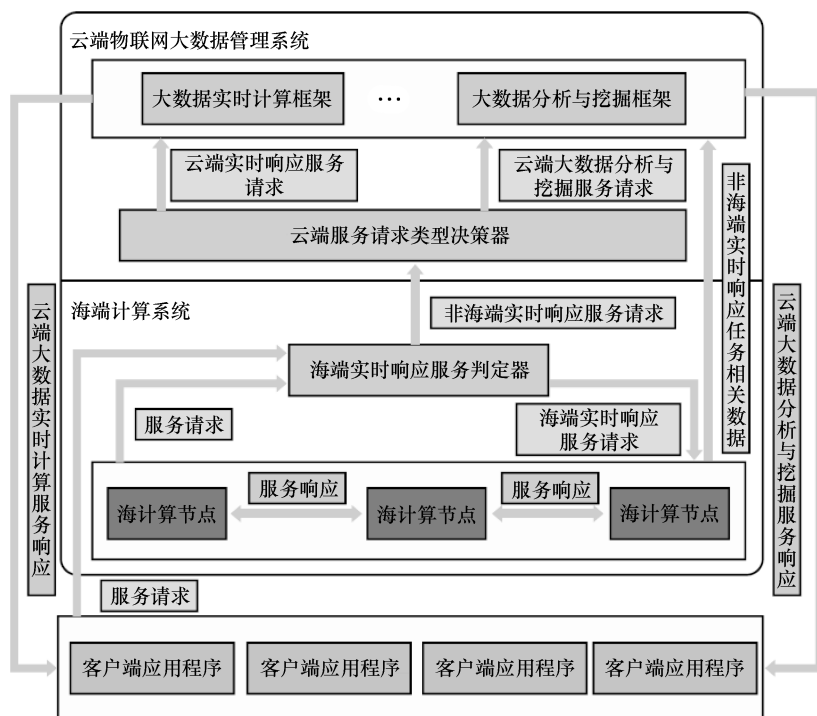 云端物联网大数据管理系统
大数据实时计算框架
…
大数据分析与挖掘框架
云端实时响应服务
请求
云端大数据分析与
挖掘服务请求
云端服务请求类型决策器
非海端实时响应任务相关数据
海端计算系统
非海端实时响应服务请求
云端大数据实时计算服务响应
云端大数据分析与挖掘服务响应
海端实时响应服务判定器
服务请求
海端实时响应
服务请求
服务响应
服务响应
海计算节点
海计算节点
海计算节点
服务请求
客户端应用程序
客户端应用程序
客户端应用程序
客户端应用程序